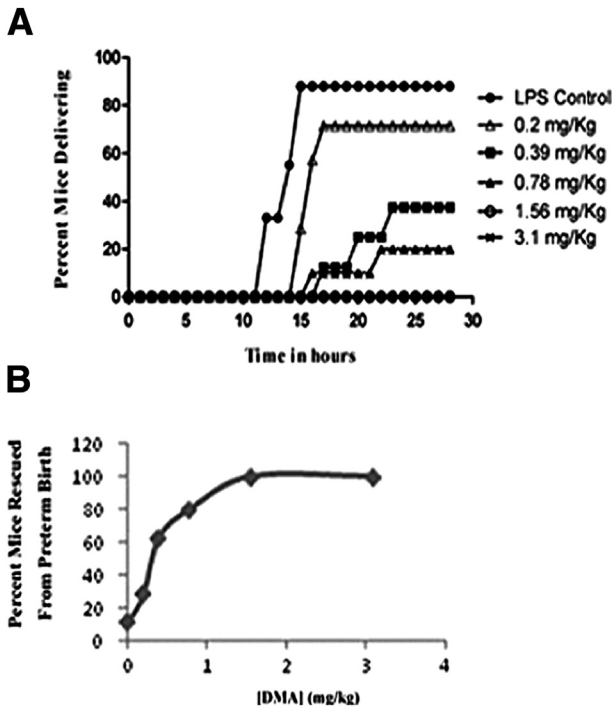 A
Percent Mice Delivering
100
80
60
40
20
0
0 5 10 15 20 25 30
Time in hours
LPS Control
0.2 mg/Kg
0.39 mg/Kg
0.78 mg/Kg
1.56 mg/Kg
3.1 mg/Kg
B
Percent Mice Rescued
From Preterm Birth
120
100
80
60
40
20
0
0 1 2 3 4
[DMA] (mg/kg)